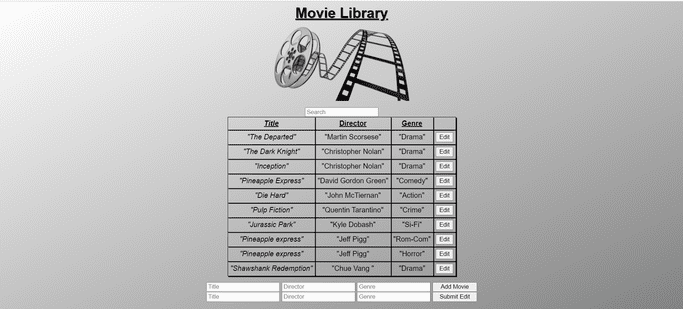 Movie Library
Search
Title Director Genre
"The Departed" "Martin Scorsese" "Drama" Edit
"The Dark Knight" "Christopher Nolan" "Drama" Edit
"Inception" "Christopher Nolan" "Drama" Edit
"Pineapple Express" "David Gordon Green" "Comedy" Edit
"Die Hard" "John McTiernan" "Action" Edit
"Pulp Fiction" "Quentin Tarantino" "Crime" Edit
"Jurassic Park" "Kyle Dobash" "Si-Fi" Edit
"Pineapple express" "Jeff Pigg" "Rom-Com" Edit
"Pineapple express" "Jeff Pigg" "Horror" Edit
"Shawshank Redemption" "Chue Vang " "Drama" Edit
Title Director Genre Add Movie
Title Director Genre Submit Edit